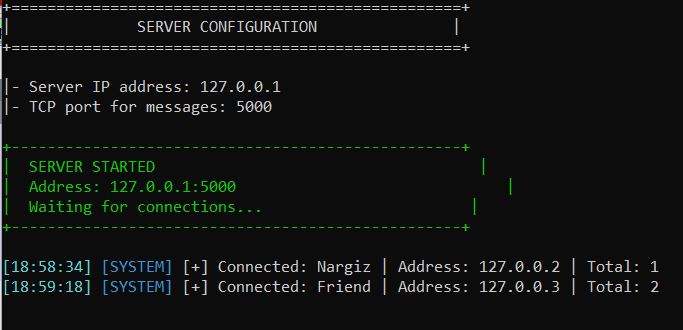 +==================================================+
|              SERVER CONFIGURATION               |
+==================================================+
|- Server IP address: 127.0.0.1
|- TCP port for messages: 5000
+--------------------------------------------------+
|  SERVER STARTED                                    |
|  Address: 127.0.0.1:5000                              |
|  Waiting for connections...                       |
+--------------------------------------------------+
[18:58:34] [SYSTEM] [+] Connected: Nargiz | Address: 127.0.0.2 | Total: 1
[18:59:18] [SYSTEM] [+] Connected: Friend | Address: 127.0.0.3 | Total: 2